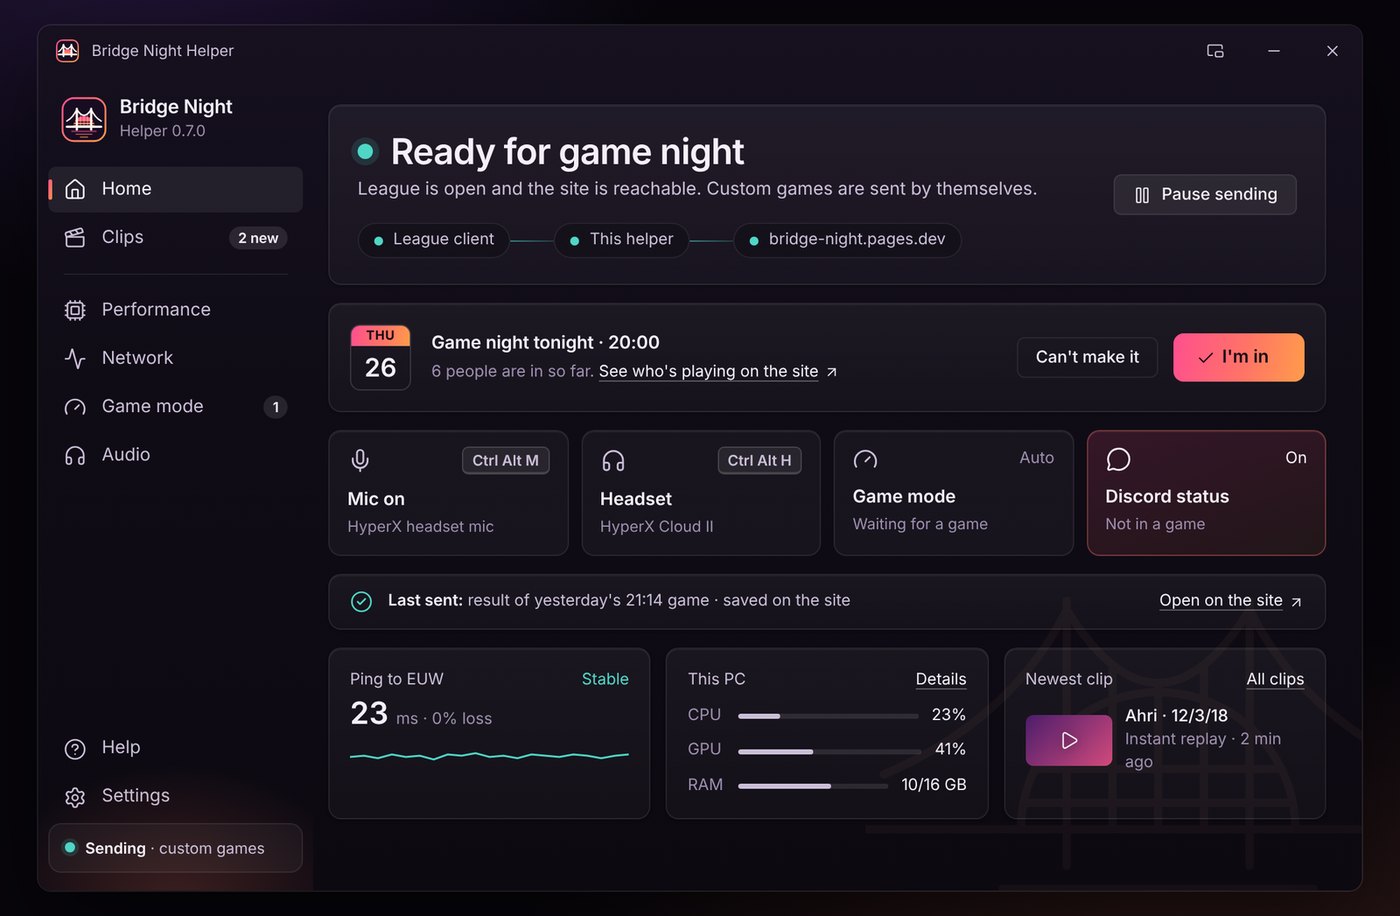 Bridge Night Helper
Bridge Night
Helper 0.7.0
Home
Clips
2 new
Performance
Network
Game mode
1
Audio
Help
Settings
Sending · custom games
Ready for game night
League is open and the site is reachable. Custom games are sent by themselves.
League client
This helper
bridge-night.pages.dev
Pause sending
THU
26
Game night tonight · 20:00
6 people are in so far. See who's playing on the site
Can't make it
I'm in
Ctrl Alt M
Mic on
HyperX headset mic
Ctrl Alt H
Headset
HyperX Cloud II
Auto
Game mode
Waiting for a game
On
Discord status
Not in a game
Last sent: result of yesterday's 21:14 game · saved on the site
Open on the site
Ping to EUW
Stable
23 ms · 0% loss
This PC
Details
CPU
23%
GPU
41%
RAM
10/16 GB
Newest clip
All clips
Ahri · 12/3/18
Instant replay · 2 min
ago